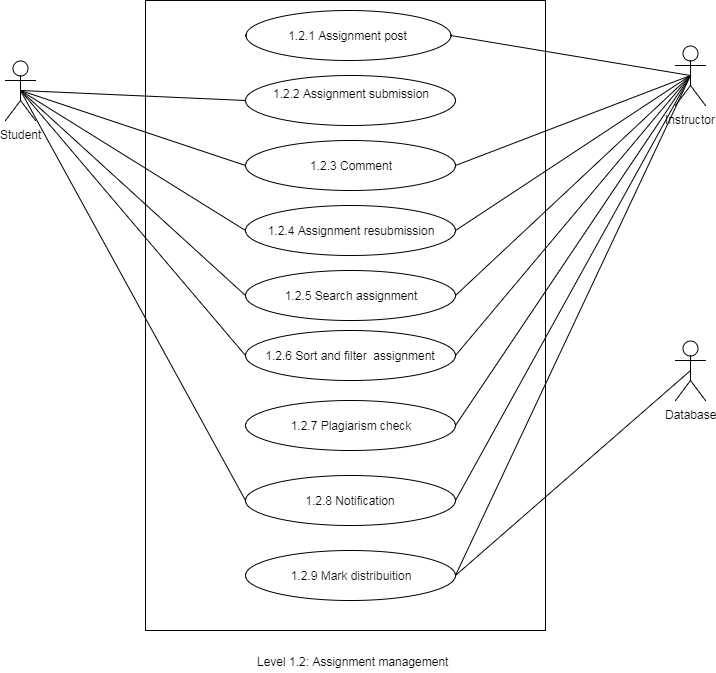 1.2.1 Assignment post
1.2.2 Assignment submission
Student
Instructor
1.2.3 Comment
1.2.4 Assignment resubmission
1.2.5 Search assignment
1.2.6 Sort and filter assignment
1.2.7 Plagiarism check
Database
1.2.8 Notification
1.2.9 Mark distribuition
Level 1.2: Assignment management